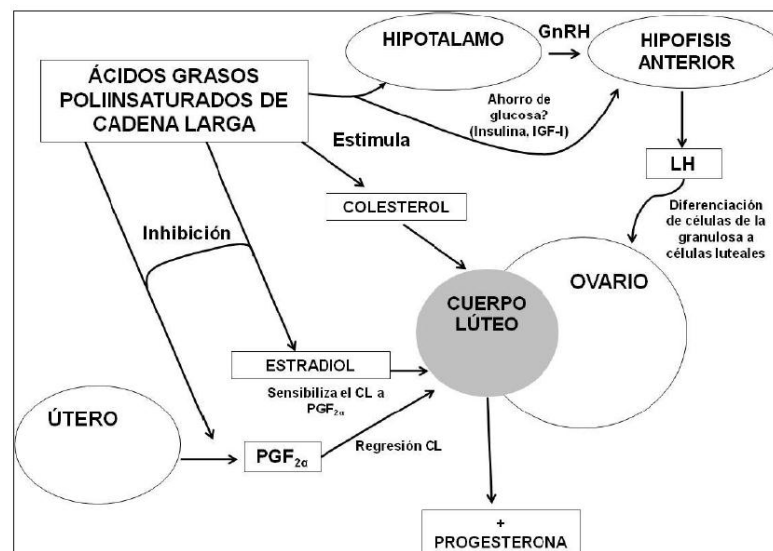 HIPOTALAMO
GnRH
HIPOFISIS
ANTERIOR
ÁCIDOS GRASOS
POLIINSATURADOS DE
CADENA LARGA
Ahorro de
glucosa?
(Insulina, IGF-I)
Estimula
LH
COLESTEROL
Diferenciación
de células de la
granulosa a
células luteales
Inhibición
CUERPO
LÚTEO
OVARIO
ESTRADIOL
Sensibiliza el CL a
PGF2α
ÚTERO
PGF2α
Regresión CL
+
PROGESTERONA